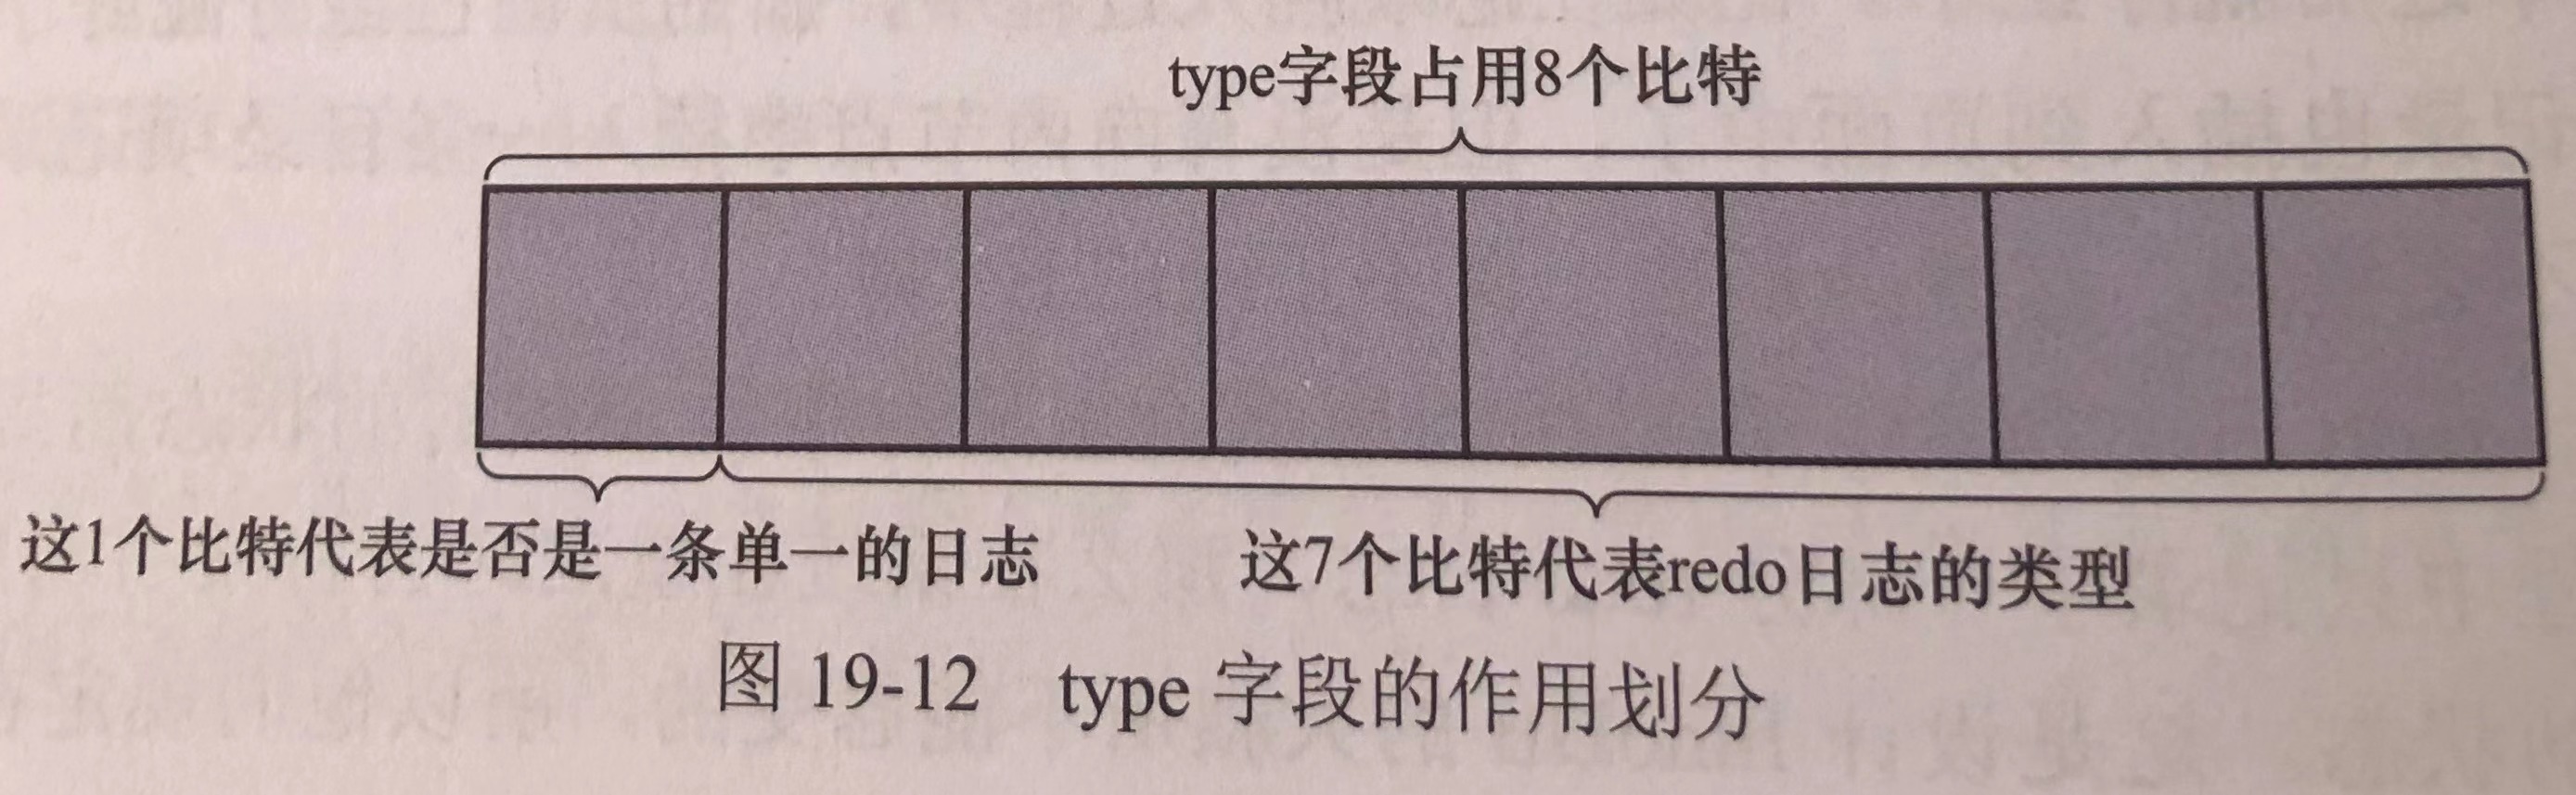 type字段占用8个比特
这1个比特代表是否是一条单一的日志
这7个比特代表redo日志的类型
图 19-12 type 字段的作用划分